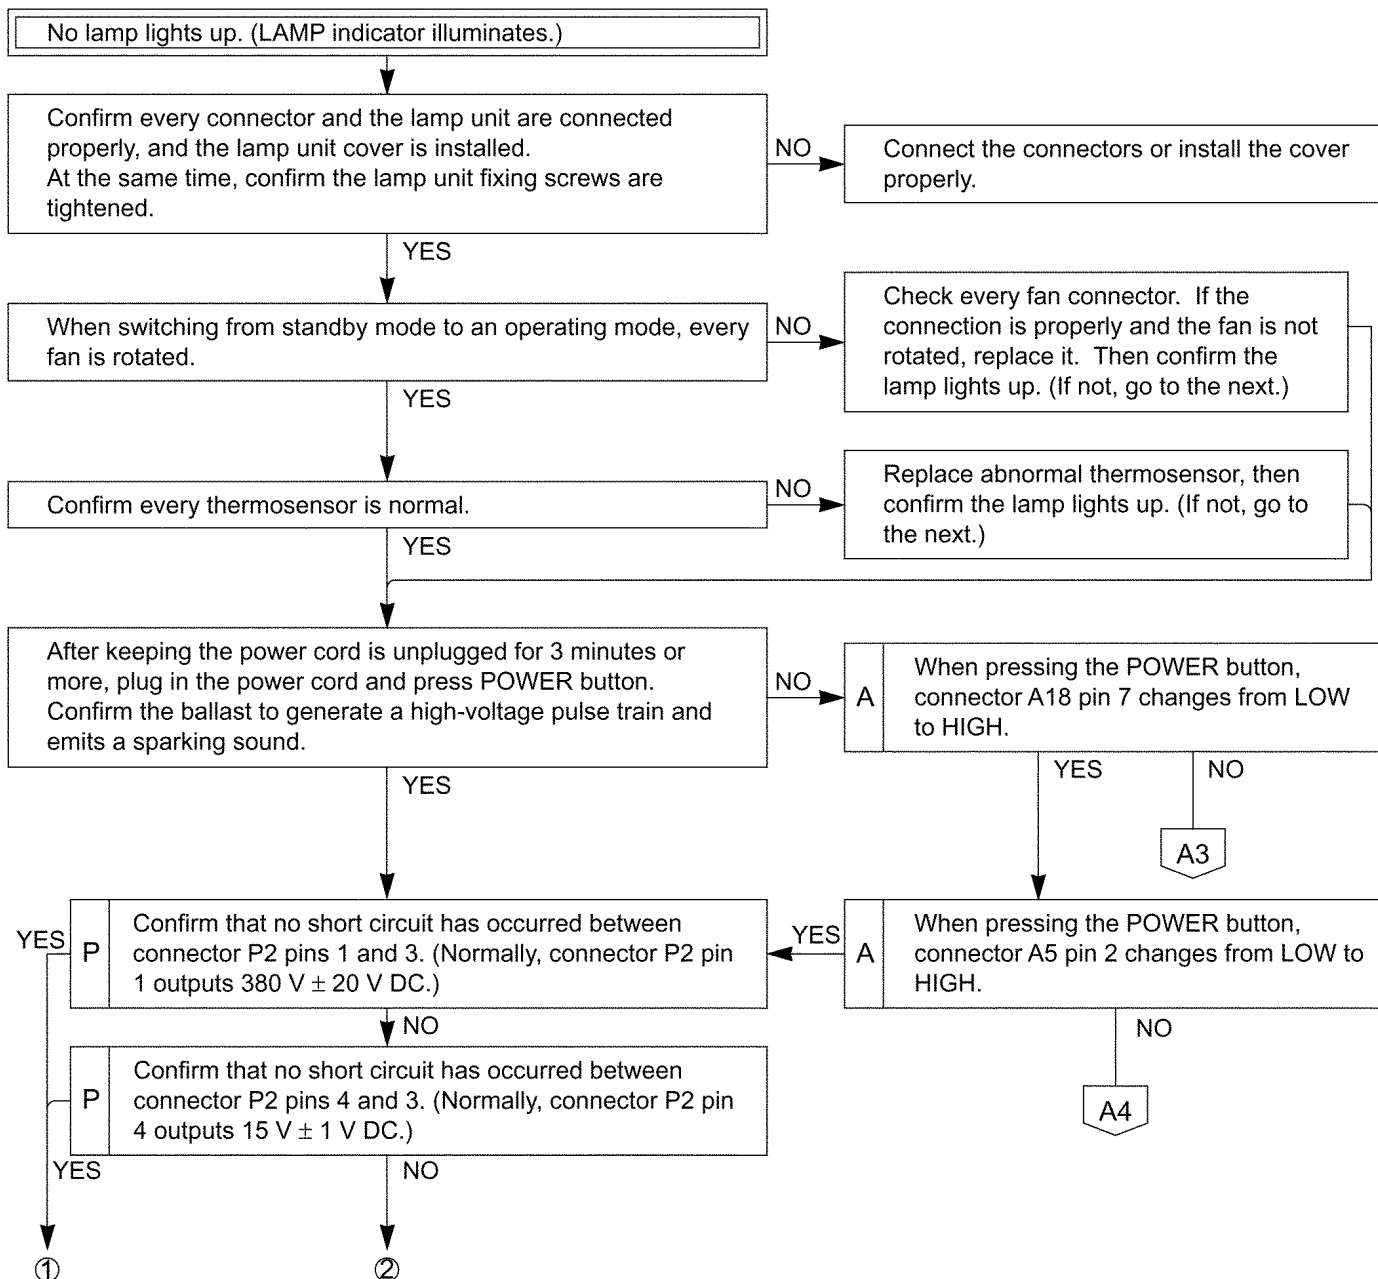 No lamp lights up. (LAMP indicator illuminates.)
Confirm every connector and the lamp unit are connected
properly, and the lamp unit cover is installed.
At the same time, confirm the lamp unit fixing screws are
tightened.
NO
Connect the connectors or install the cover
properly.
YES
When switching from standby mode to an operating mode, every
fan is rotated.
NO
Check every fan connector.  If the
connection is properly and the fan is not
rotated, replace it.  Then confirm the
lamp lights up. (If not, go to the next.)
YES
Confirm every thermosensor is normal.
NO
Replace abnormal thermosensor, then
confirm the lamp lights up. (If not, go to
the next.)
YES
After keeping the power cord is unplugged for 3 minutes or
more, plug in the power cord and press POWER button.
Confirm the ballast to generate a high-voltage pulse train and
emits a sparking sound.
NO
A
When pressing the POWER button,
connector A18 pin 7 changes from LOW
to HIGH.
YES
YES
NO
A3
YES
P
Confirm that no short circuit has occurred between
connector P2 pins 1 and 3. (Normally, connector P2 pin
1 outputs 380 V ± 20 V DC.)
YES
A
When pressing the POWER button,
connector A5 pin 2 changes from LOW to
HIGH.
NO
NO
A4
P
Confirm that no short circuit has occurred between
connector P2 pins 4 and 3. (Normally, connector P2 pin
4 outputs 15 V ± 1 V DC.)
YES
NO
①
②